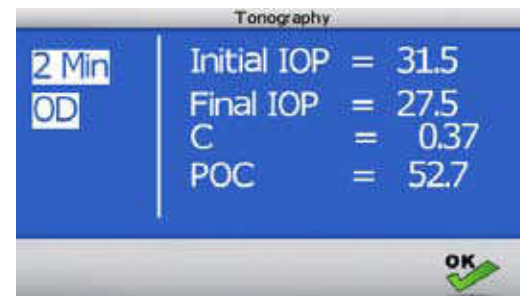 Tonography
2 Min
OD
Initial IOP = 31.5
Final IOP = 27.5
C = 0.37
POC = 52.7
OK